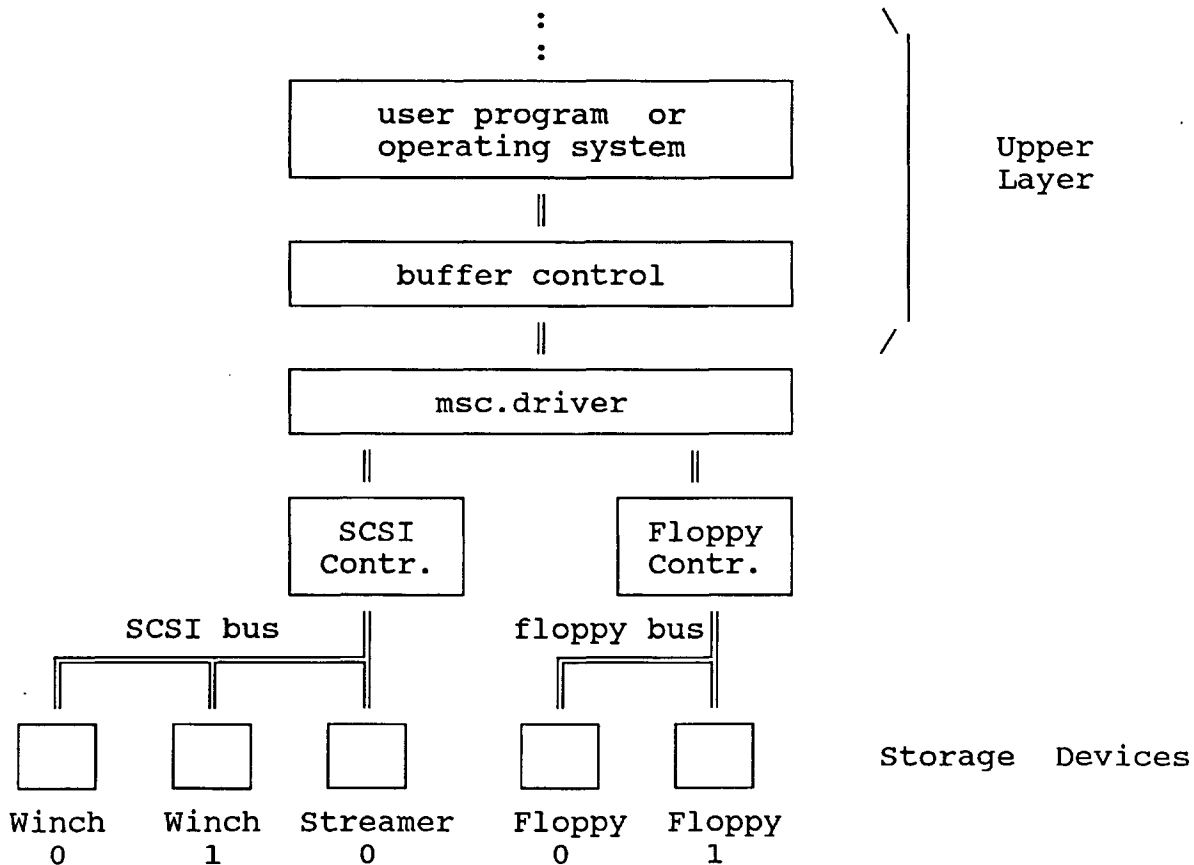 :
:
user program or
operating system
Upper
Layer
buffer control
msc.driver
SCSI
Contr.
Floppy
Contr.
SCSI bus
floppy bus
Storage Devices
Winch
0
Winch
1
Streamer
0
Floppy
0
Floppy
1